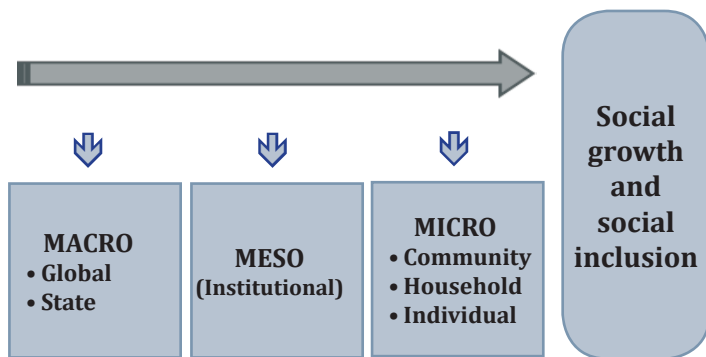 MACRO
• Global
• State
MESO
(Institutional)
MICRO
• Community
• Household
• Individual
Social
growth
and
social
inclusion